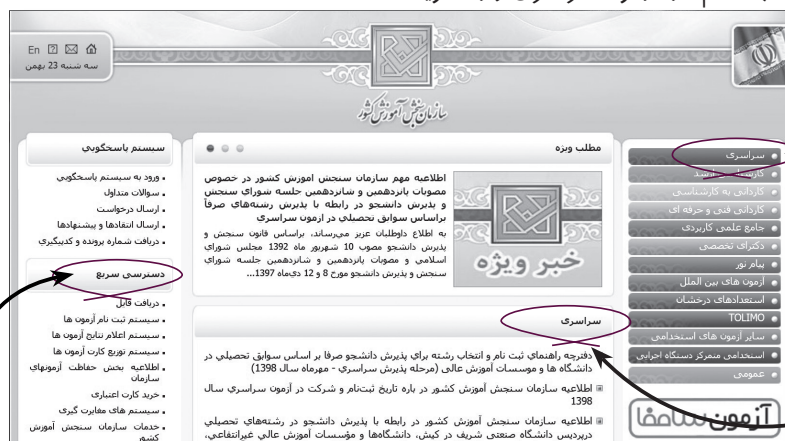 En
سه شنبه 23 بهمن
سازمان سنجش آموزش کشور
سراسری
کارشناسی ارشد
کاردانی به کارشناسی
کاردانی فنی و حرفه ای
جامع علمی کاربردی
دکترای تخصصی
پیام نور
آزمون های بین الملل
استعدادهای درخشان
TOLIMO
سایر آزمون های استخدامی
استخدامی متمرکز دستگاه اجرایی
عمومی
آزمون سامفا
مطلب ویژه
اطلاعیه مهم سازمان سنجش اموزش کشور در خصوص
مصوبات پانزدهمین و شانزدهمین جلسه شورای سنجش
و پذیرش دانشجو در رابطه با پذیرش رشته‌های صرفاً
براساس سوابق تحصیلی در ازمون سراسری
به اطلاع داوطلبان عزیز می‌رساند، براساس قانون سنجش و
پذیرش دانشجو مصوب 10 شهریور ماه 1392 مجلس شورای
اسلامی و مصوبات پانزدهمین و شانزدهمین جلسه شورای
سنجش و پذیرش دانشجو مورخ 8 و 12 دی‌ماه 1397...
خبر ویژه
سراسری
دفترچه راهنمای ثبت نام و انتخاب رشته برای پذیرش دانشجو صرفا بر اساس سوابق تحصیلی در
دانشگاه ها و موسسات آموزش عالی (مرحله پذیرش سراسری - مهرماه سال 1398)
اطلاعیه سازمان سنجش آموزش کشور در باره تاریخ ثبت‌نام و شرکت در آزمون سراسری سال
1398
اطلاعیه سازمان سنجش آموزش کشور در رابطه با پذیرش دانشجو در رشته‌های تحصیلی
درپردیس دانشگاه صنعتی شریف در کیش، دانشگاه‌ها و مؤسسات آموزش عالی غیرانتفاعی،
سیستم پاسخگویی
ورود به سیستم پاسخگویی
سوالات متداول
ارسال درخواست
ارسال انتقادها و پیشنهادها
دریافت شماره پرونده و کدپیگیری
دسترسی سریع
دریافت فایل
سیستم ثبت نام آزمون ها
سیستم اعلام نتایج آزمون ها
سیستم توزیع کارت آزمون ها
اطلاعیه بخش حفاظت آزمونهای
سازمان
خرید کارت اعتباری
سیستم های مغایرت گیری
خدمات سازمان سنجش آموزش
کشور